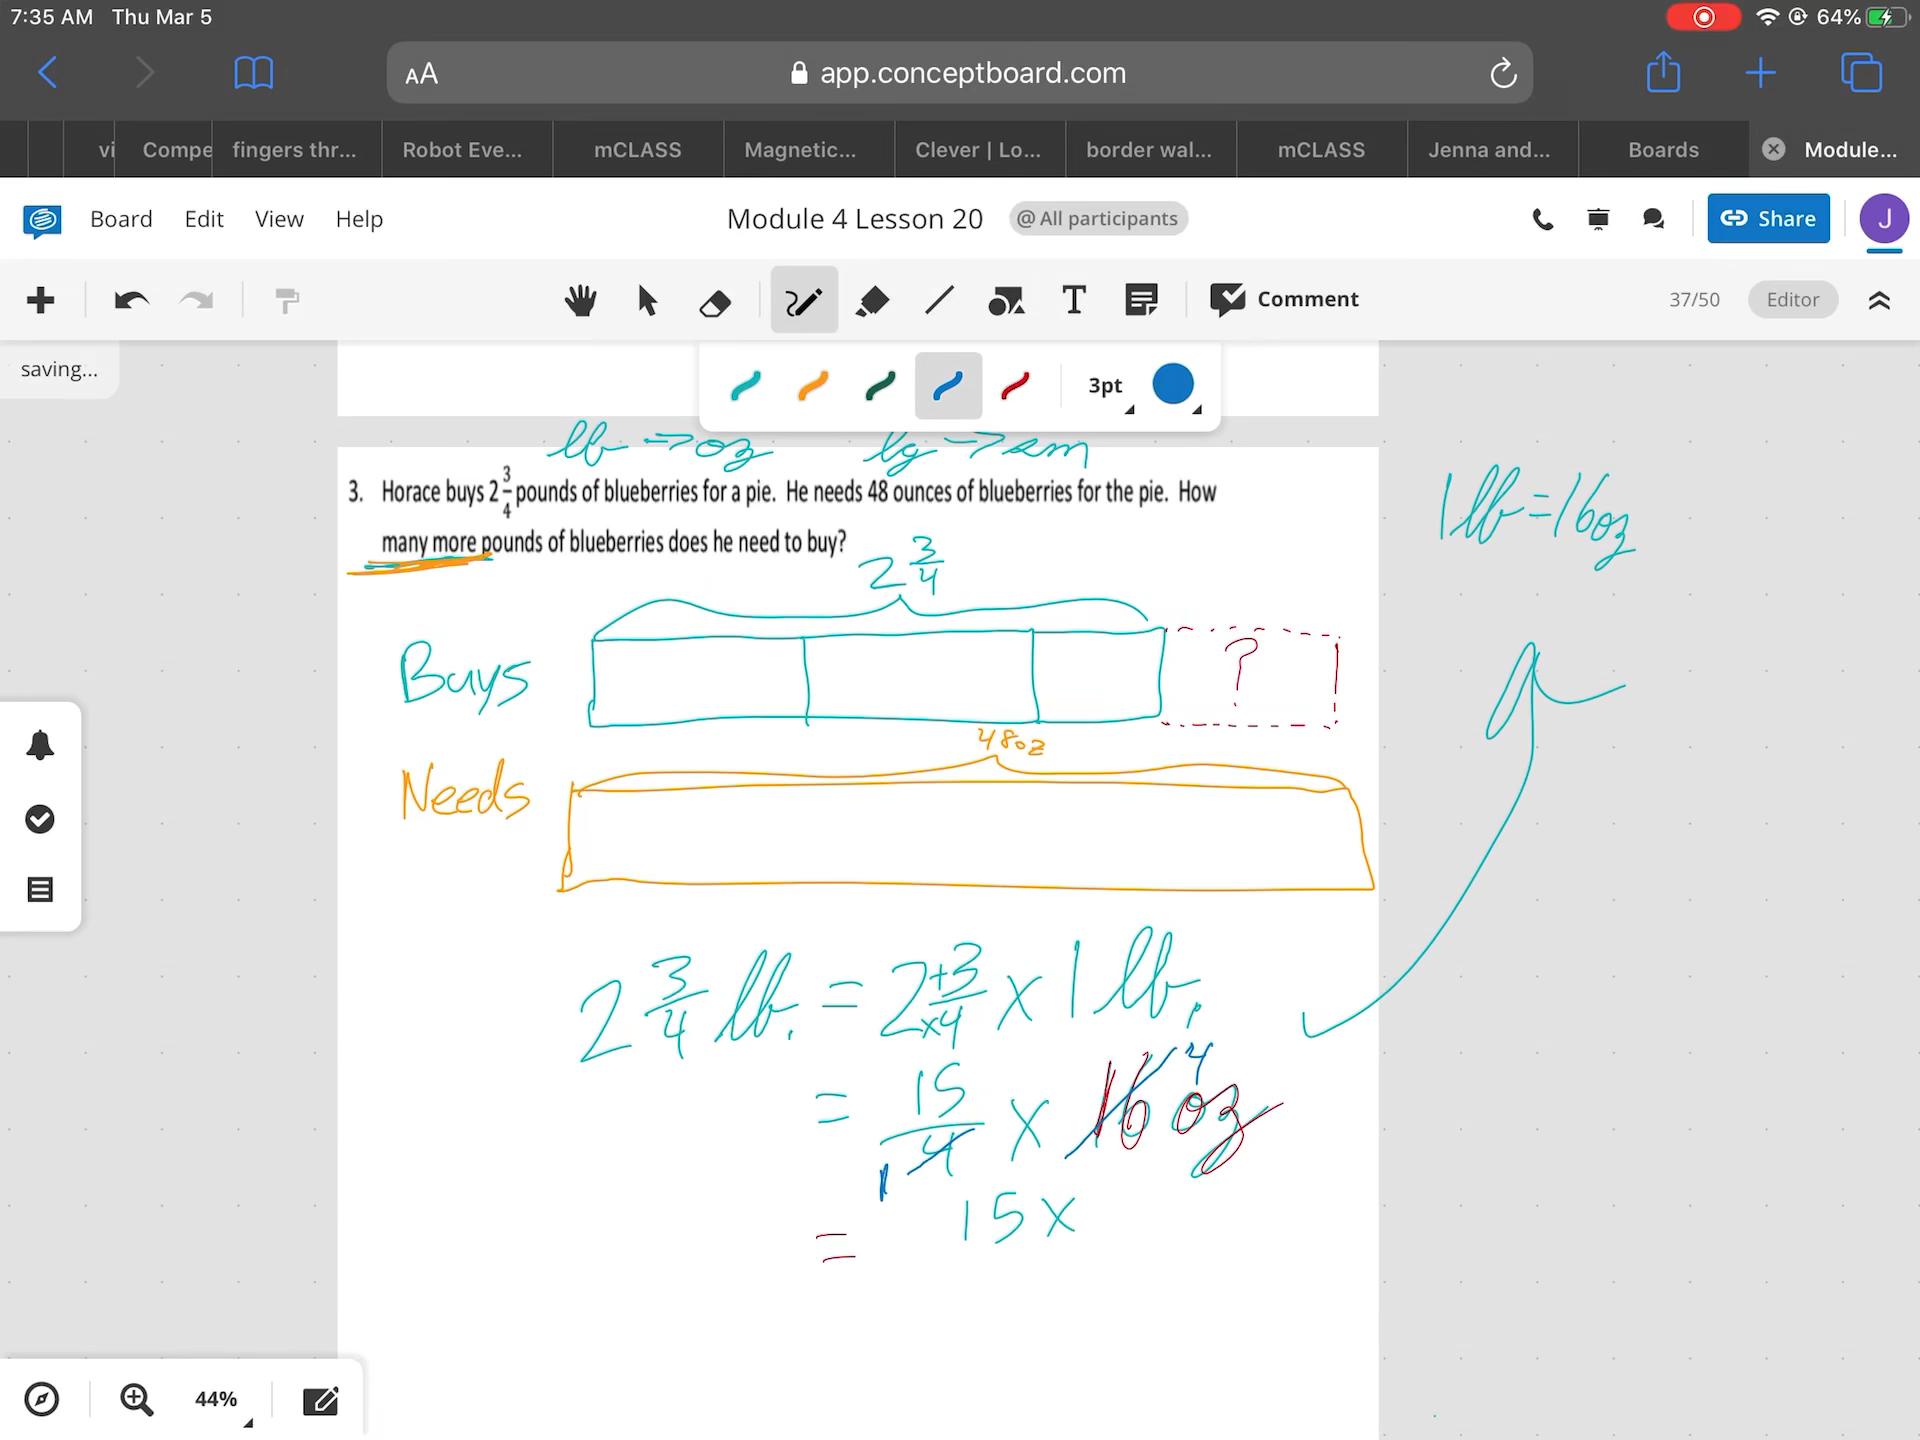 7:35 AM Thu Mar 5
64%
AA app.conceptboard.com
vi Compe fingers thr... Robot Eve... mCLASS Magnetic... Clever | Lo... border wal... mCLASS Jenna and... Boards Module...
Board Edit View Help Module 4 Lesson 20 @ All participants Share J
T Comment 37/50 Editor
saving...
3pt
lb → oz
3. Horace buys 2 3/4 pounds of blueberries for a pie. He needs 48 ounces of blueberries for the pie. How
many more pounds of blueberries does he need to buy?
1 lb = 16 oz
2 3/4
Buys ?
48 oz
Needs
2 3/4 lb. = 2 +3/×4 × 1 lb.
4
= 15/4 × 16 oz
1
= 15 ×
44%